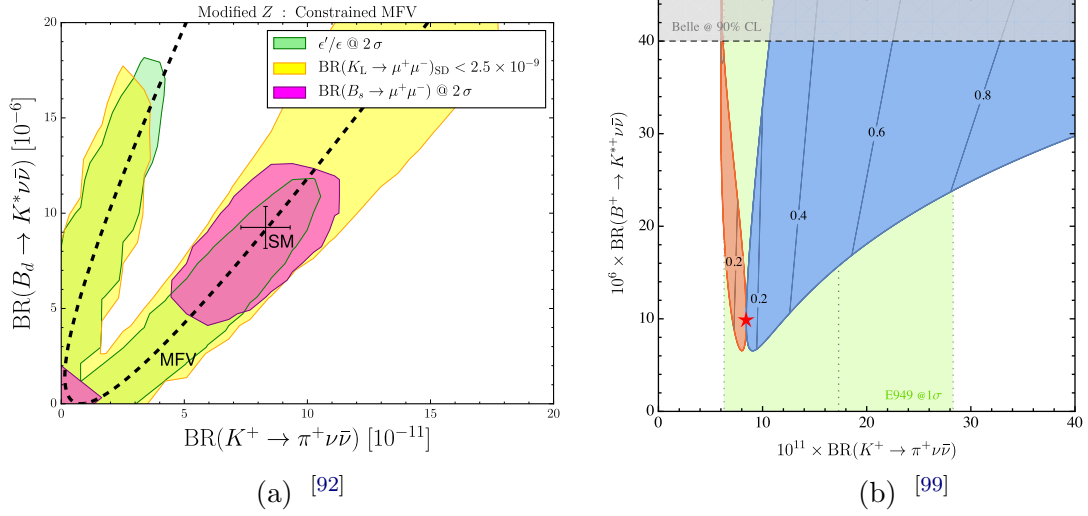 Modified Z : Constrained MFV
ϵ′/ϵ @ 2 σ
BR(K_L → μ⁺μ⁻)_SD < 2.5 × 10⁻⁹
BR(B_s → μ⁺μ⁻) @ 2 σ
BR(B_d → K*νν̄) [10⁻⁶]
20
15
10
5
0
SM
MFV
0
5
10
15
20
BR(K⁺ → π⁺νν̄) [10⁻¹¹]
(a) [92]
Belle @ 90% CL
10⁶ × BR(B⁺ → K*⁺νν̄)
40
30
20
10
0
0.8
0.6
0.4
0.2
0.2
E949 @1σ
0
10
20
30
40
10¹¹ × BR(K⁺ → π⁺νν̄)
(b) [99]